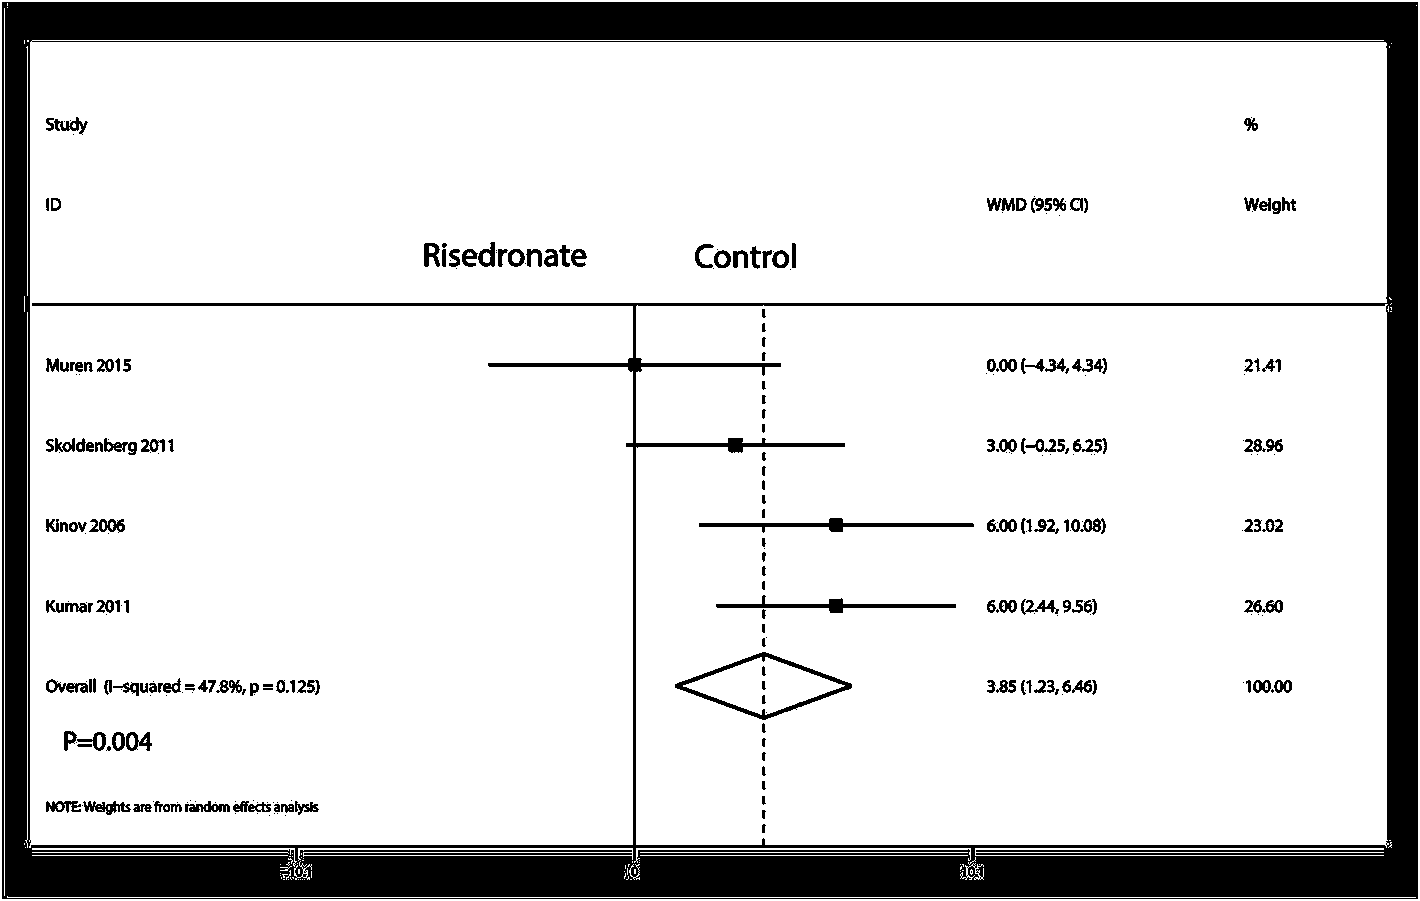 Study %
ID WMD (95% CI) Weight
Risedronate Control
Muren 2015 0.00 (−4.34, 4.34) 21.41
Skoldenberg 2011 3.00 (−0.25, 6.25) 28.96
Kinov 2006 6.00 (1.92, 10.08) 23.02
Kumar 2011 6.00 (2.44, 9.56) 26.60
Overall (I−squared = 47.8%, p = 0.125) 3.85 (1.23, 6.46) 100.00
P=0.004
NOTE: Weights are from random effects analysis
−10.1 0 10.1